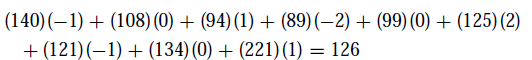 (140)(−1) + (108)(0) + (94)(1) + (89)(−2) + (99)(0) + (125)(2)
+ (121)(−1) + (134)(0) + (221)(1) = 126